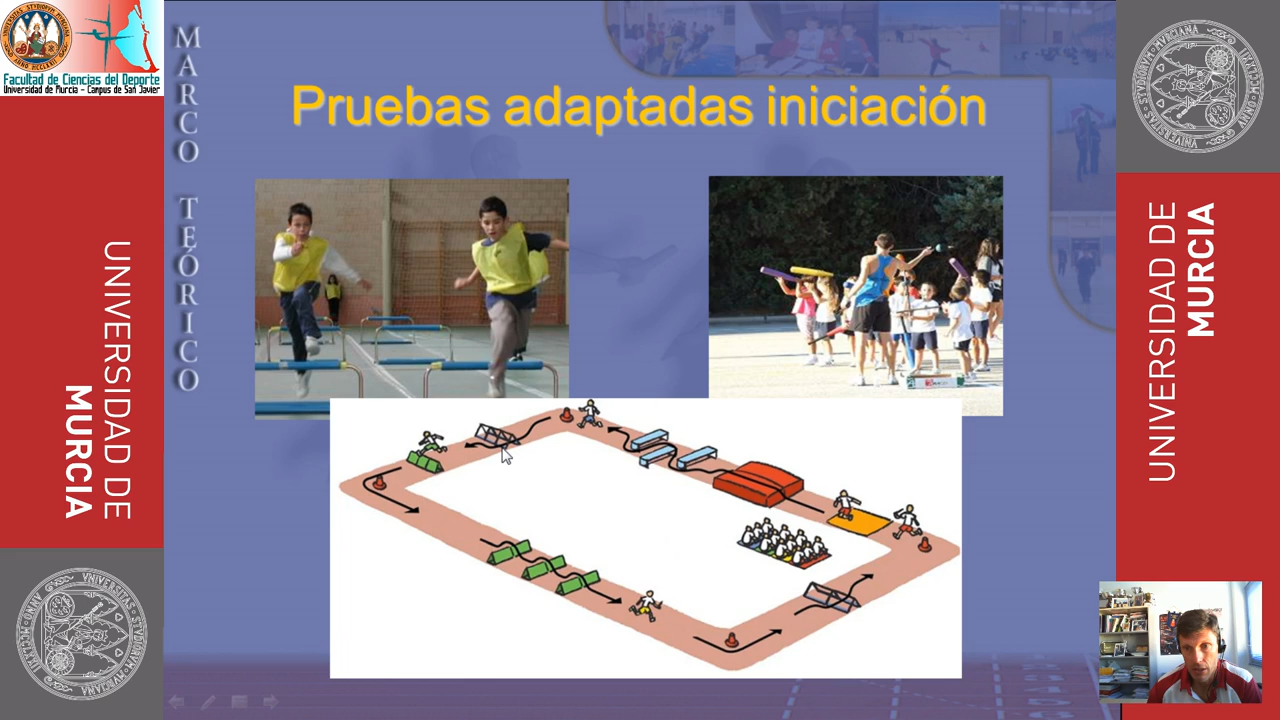 Facultad de Ciencias del Deporte
Universidad de Murcia - Campus de San Javier
MARCO TEÓRICO
Pruebas adaptadas iniciación
UNIVERSIDAD DE
MURCIA
UNIVERSIDAD DE
MURCIA